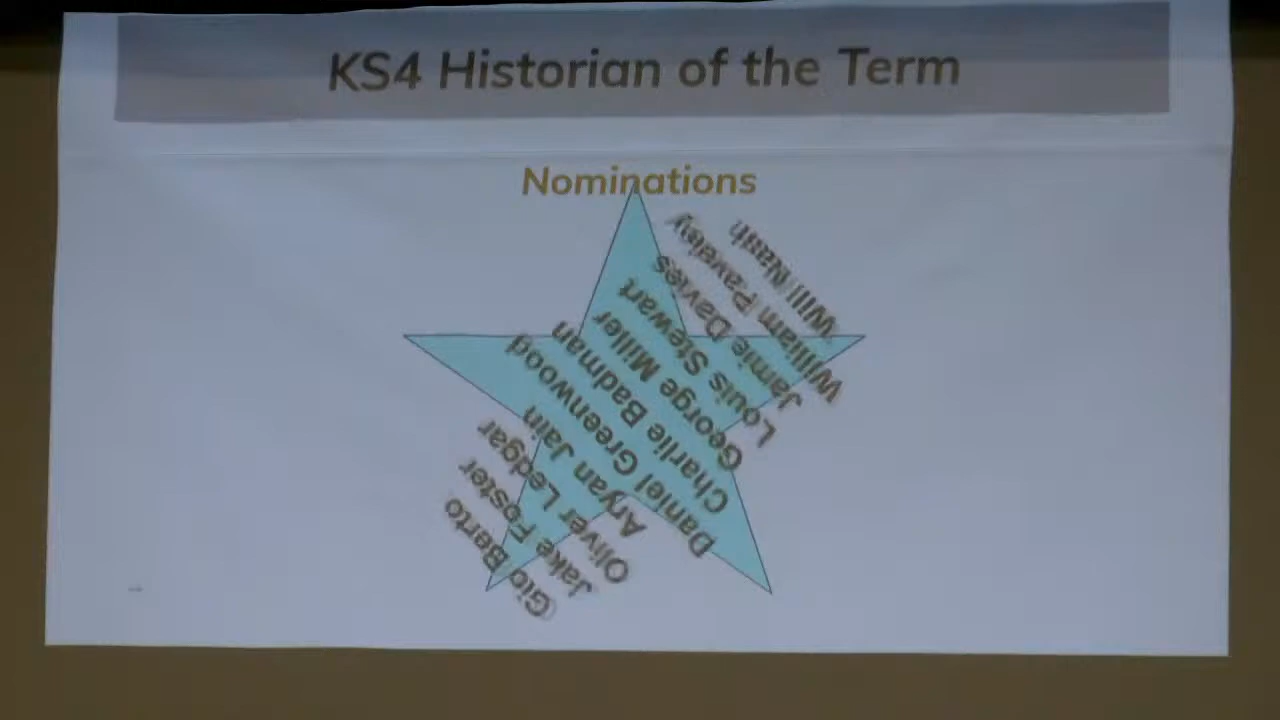 KS4 Historian of the Term
Nominations
Gio Berto
Jake Foster
Oliver Ledgar
Aryan Jain
Daniel Greenwood
Charlie Badman
George Miller
Louis Stewart
Jamie Davies
William Paveley
Will Nash